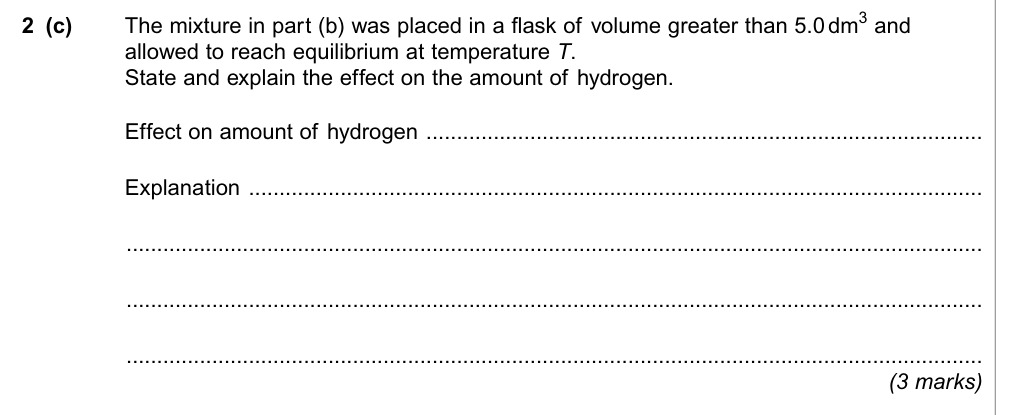 2 (c) The mixture in part (b) was placed in a flask of volume greater than 5.0 dm³ and
allowed to reach equilibrium at temperature T.
State and explain the effect on the amount of hydrogen.
Effect on amount of hydrogen ............................................................
Explanation ............................................................
............................................................
............................................................
............................................................
(3 marks)